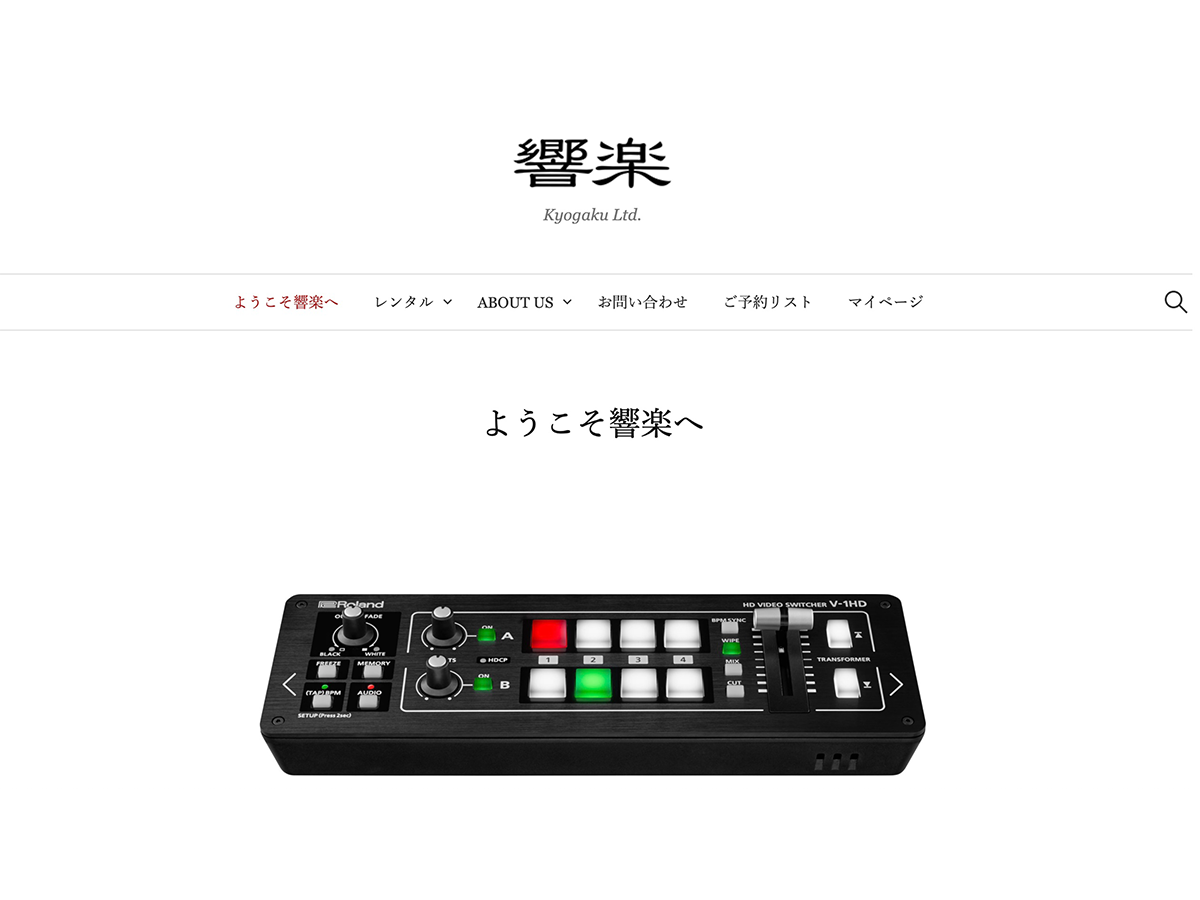 響楽
Kyogaku Ltd.
ようこそ響楽へ レンタル ABOUT US お問い合わせ ご予約リスト マイページ
ようこそ響楽へ
Roland
HD VIDEO SWITCHER V-1HD
FADE
BLACK WHITE
FREEZE MEMORY
(TAP) BPM AUDIO
SETUP (Press 2sec)
ON A
HDCP
ON B
1 2 3 4
BPM SYNC
WIPE
MIX
CUT
TRANSFORMER